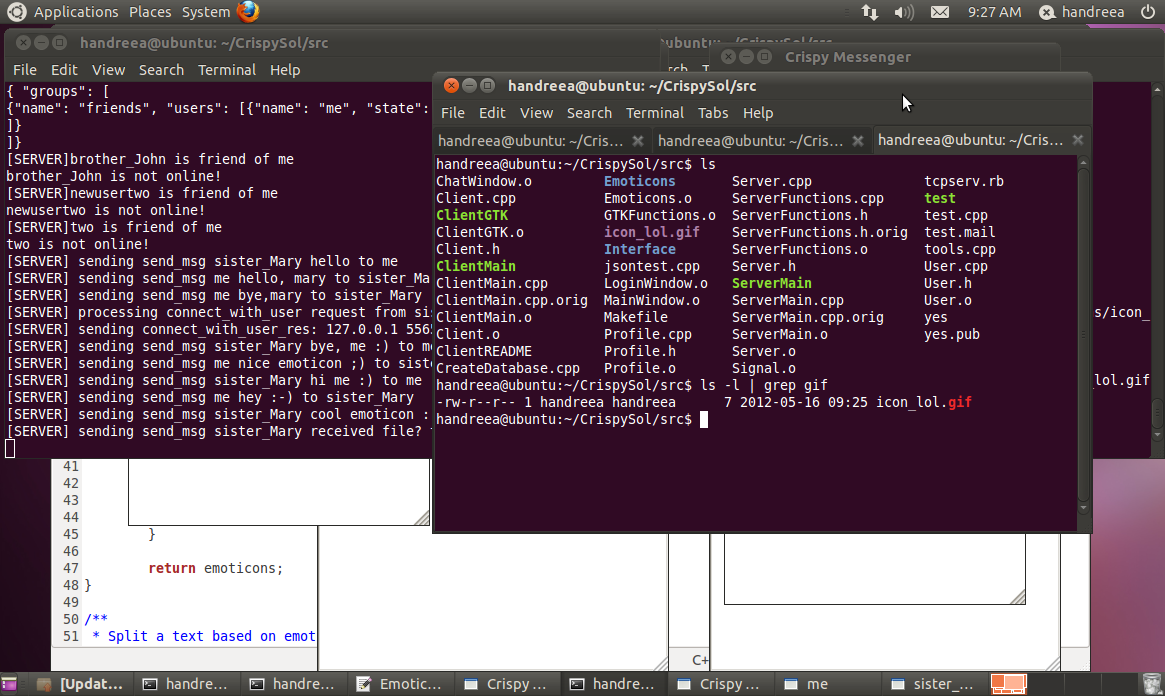 Applications Places System 9:27 AM handreea
handreea@ubuntu: ~/CrispySol/src
File Edit View Search Terminal Help
{ "groups": [
{"name": "friends", "users": [{"name": "me", "state":
]}
]}
[SERVER]brother_John is friend of me
brother_John is not online!
[SERVER]newusertwo is friend of me
newusertwo is not online!
[SERVER]two is friend of me
two is not online!
[SERVER] sending send_msg sister_Mary hello to me
[SERVER] sending send_msg me hello, mary to sister_Ma
[SERVER] sending send_msg me bye,mary to sister_Mary
[SERVER] processing connect_with_user request from sis
[SERVER] sending connect_with_user_res: 127.0.0.1 5565
[SERVER] sending send_msg sister_Mary bye, me :) to me
[SERVER] sending send_msg me nice emoticon ;) to siste
[SERVER] sending send_msg sister_Mary hi me :) to me
[SERVER] sending send_msg me hey :-) to sister_Mary
[SERVER] sending send_msg sister_Mary cool emoticon :
[SERVER] sending send_msg sister_Mary received file?
s/icon_
lol.gif
Crispy Messenger
handreea@ubuntu: ~/CrispySol/src
File Edit View Search Terminal Tabs Help
handreea@ubuntu: ~/Cris... handreea@ubuntu: ~/Cris... handreea@ubuntu: ~/Cris...
handreea@ubuntu:~/CrispySol/src$ ls
ChatWindow.o Emoticons Server.cpp tcpserv.rb
Client.cpp Emoticons.o ServerFunctions.cpp test
ClientGTK GTKFunctions.o ServerFunctions.h test.cpp
ClientGTK.o icon_lol.gif ServerFunctions.h.orig test.mail
Client.h Interface ServerFunctions.o tools.cpp
ClientMain jsontest.cpp Server.h User.cpp
ClientMain.cpp LoginWindow.o ServerMain User.h
ClientMain.cpp.orig MainWindow.o ServerMain.cpp User.o
ClientMain.o Makefile ServerMain.cpp.orig yes
Client.o Profile.cpp ServerMain.o yes.pub
ClientREADME Profile.h Server.o
CreateDatabase.cpp Profile.o Signal.o
handreea@ubuntu:~/CrispySol/src$ ls -l | grep gif
-rw-r--r-- 1 handreea handreea 7 2012-05-16 09:25 icon_lol.gif
handreea@ubuntu:~/CrispySol/src$
41
42
43
44
45 }
46
47 return emoticons;
48 }
49
50 /**
51 * Split a text based on emot
C+
[Updat... handre... handre... Emotic... Crispy ... handre... Crispy ... me sister_...